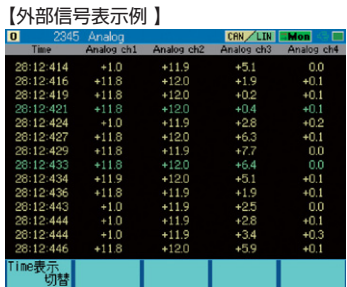 【外部信号表示例 】
0 2345 Analog CAN/LIN Mon
Time Analog ch1 Analog ch2 Analog ch3 Analog ch4
28:12:414 +1.0 +11.9 +5.1 0.0
28:12:416 +11.8 +12.0 +1.9 +0.1
28:12:419 +11.8 +12.0 +0.2 +0.1
28:12:421 +11.8 +12.0 +0.4 +0.1
28:12:424 +1.0 +11.9 +2.8 +0.2
28:12:427 +11.8 +12.0 +6.3 +0.1
28:12:429 +11.8 +11.9 +7.7 0.0
28:12:433 +11.8 +12.0 +6.4 0.0
28:12:434 +11.9 +12.0 +5.1 +0.1
28:12:436 +11.8 +11.9 +1.9 +0.1
28:12:443 +1.0 +11.9 +2.5 0.0
28:12:444 +1.0 +11.9 +2.8 +0.1
28:12:444 +1.0 +11.9 +3.4 +0.3
28:12:446 +11.8 +12.0 +5.9 +0.1
Time表示
切替